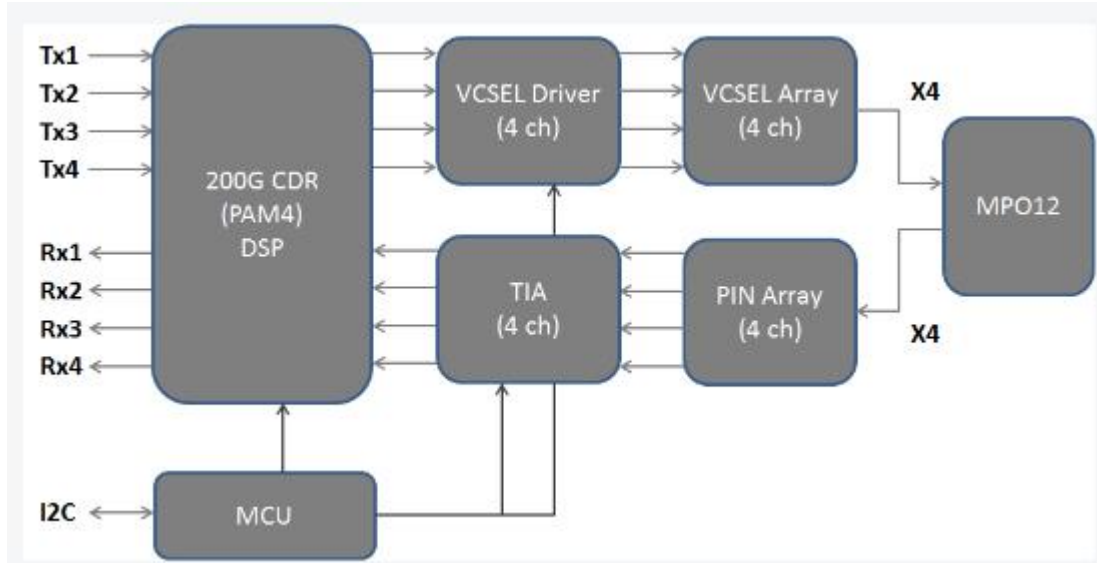 Tx1
Tx2
Tx3
Tx4
Rx1
Rx2
Rx3
Rx4
I2C
200G CDR
(PAM4)
DSP
MCU
VCSEL Driver
(4 ch)
TIA
(4 ch)
VCSEL Array
(4 ch)
PIN Array
(4 ch)
X4
X4
MPO12